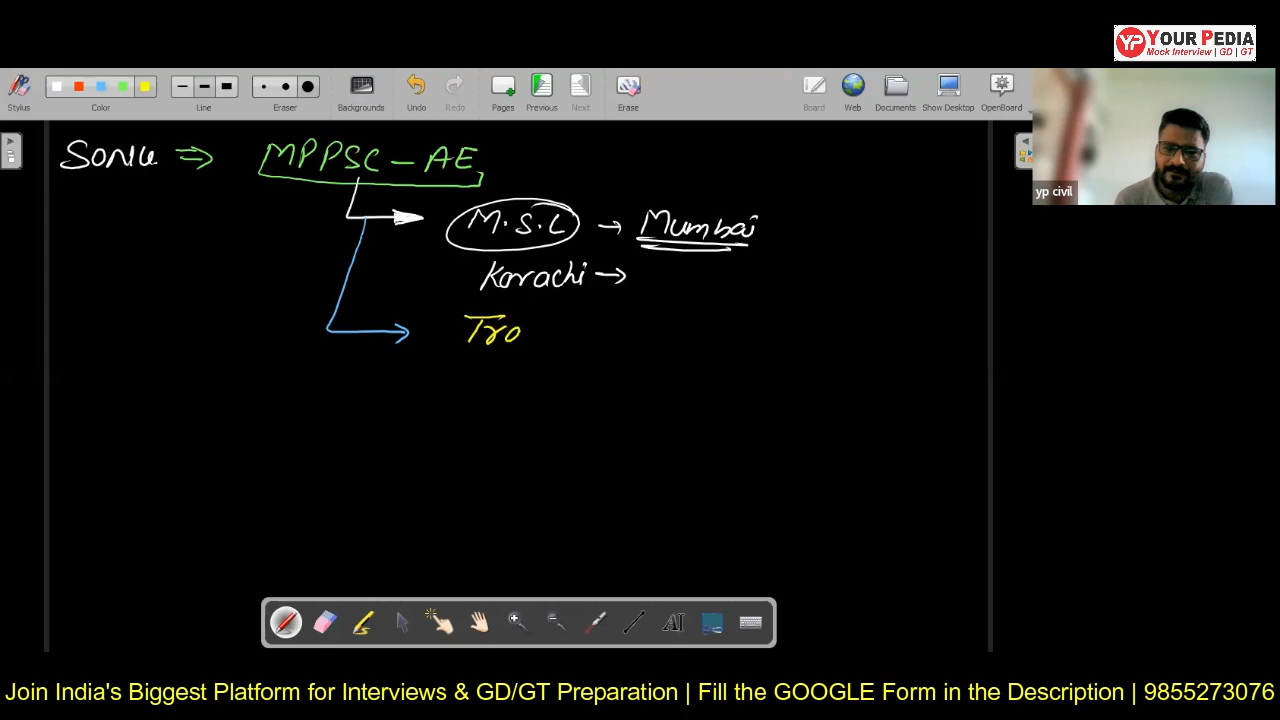 YP YOUR PEDIA
Mock Interview | GD | GT
Stylus Color Line Eraser Backgrounds Undo Redo Pages Previous Next Erase Board Web Documents Show Desktop OpenBoard
yp civil
Sonu ⇒ MPPSC - AE
M.S.L → Mumbai
Karachi →
Tro
AI
Join India's Biggest Platform for Interviews & GD/GT Preparation | Fill the GOOGLE Form in the Description | 9855273076